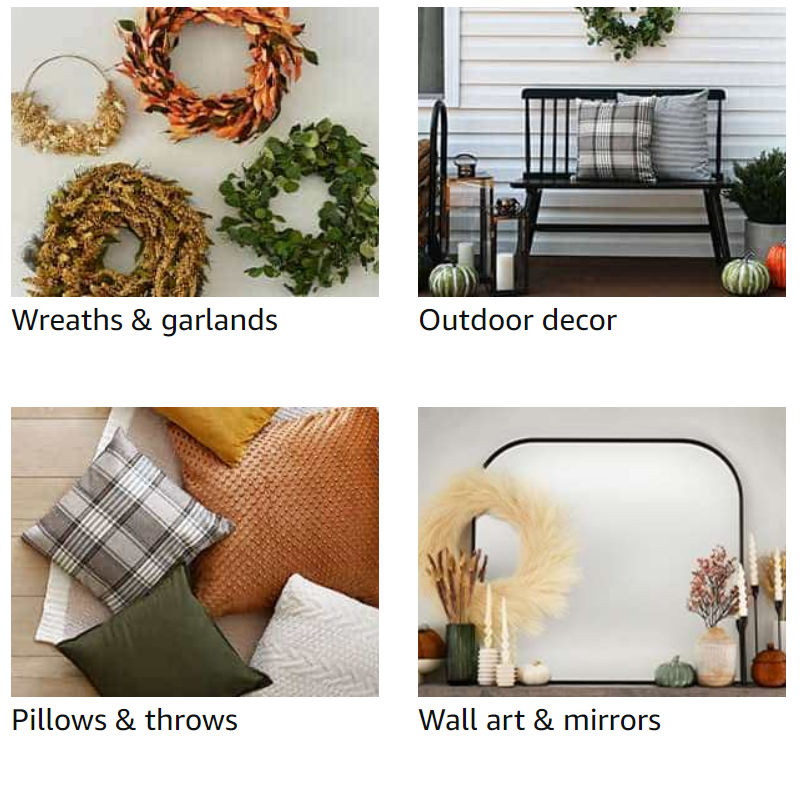 Wreaths & garlands
Outdoor decor
Pillows & throws
Wall art & mirrors